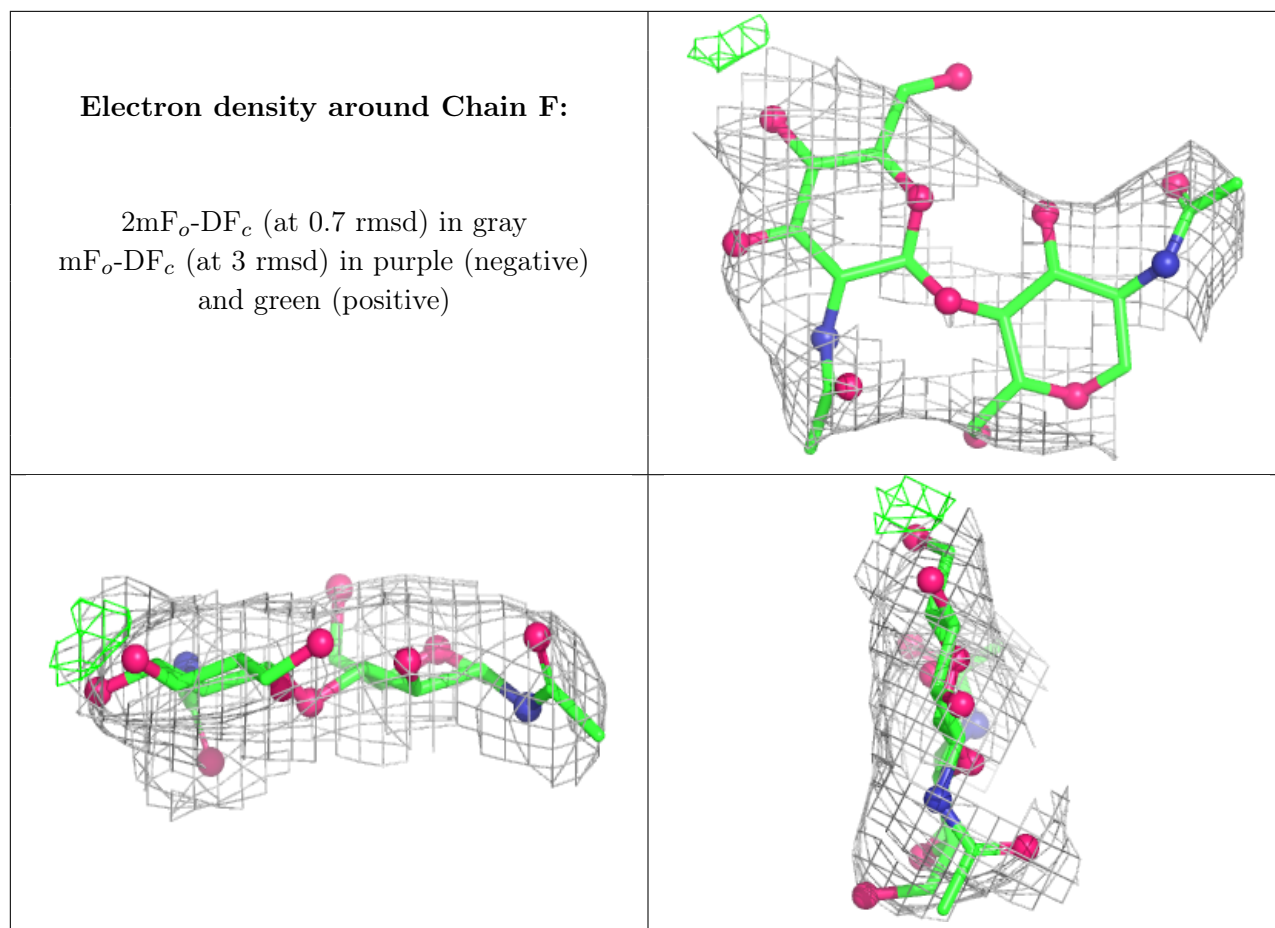 Electron density around Chain F:
2mFo-DFc (at 0.7 rmsd) in gray
mFo-DFc (at 3 rmsd) in purple (negative)
and green (positive)